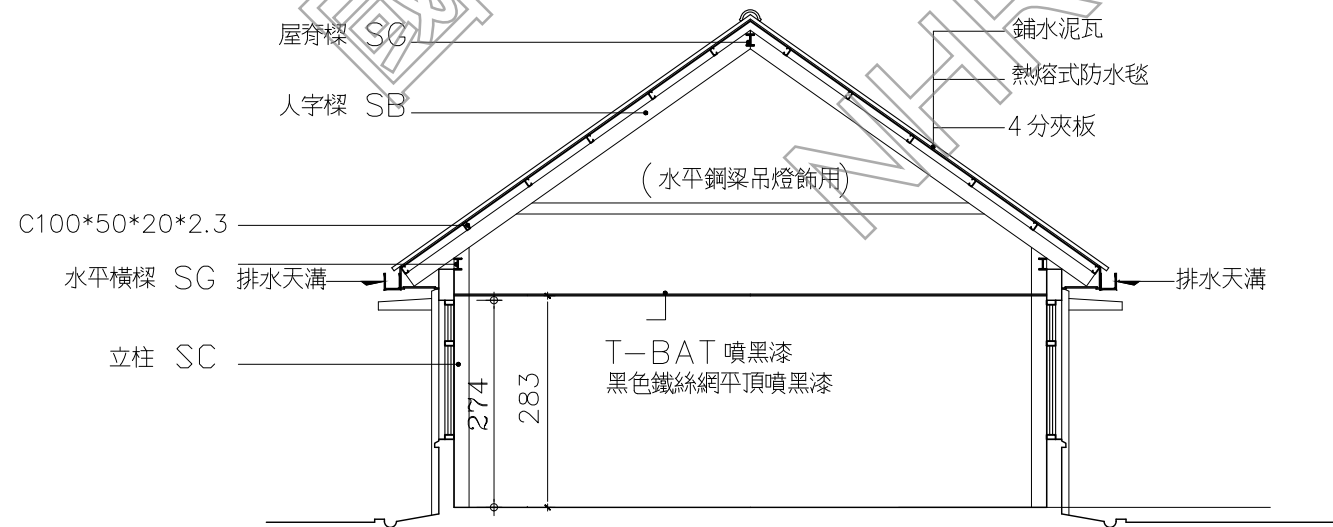 屋脊樑 SG
人字樑 SB
鋪水泥瓦
熱熔式防水毯
4分夾板
(水平鋼梁吊燈飾用)
C100*50*20*2.3
水平橫樑 SG
排水天溝
排水天溝
立柱 SC
T-BAT 噴黑漆
黑色鐵絲網平頂噴黑漆
274
283
國
NHR